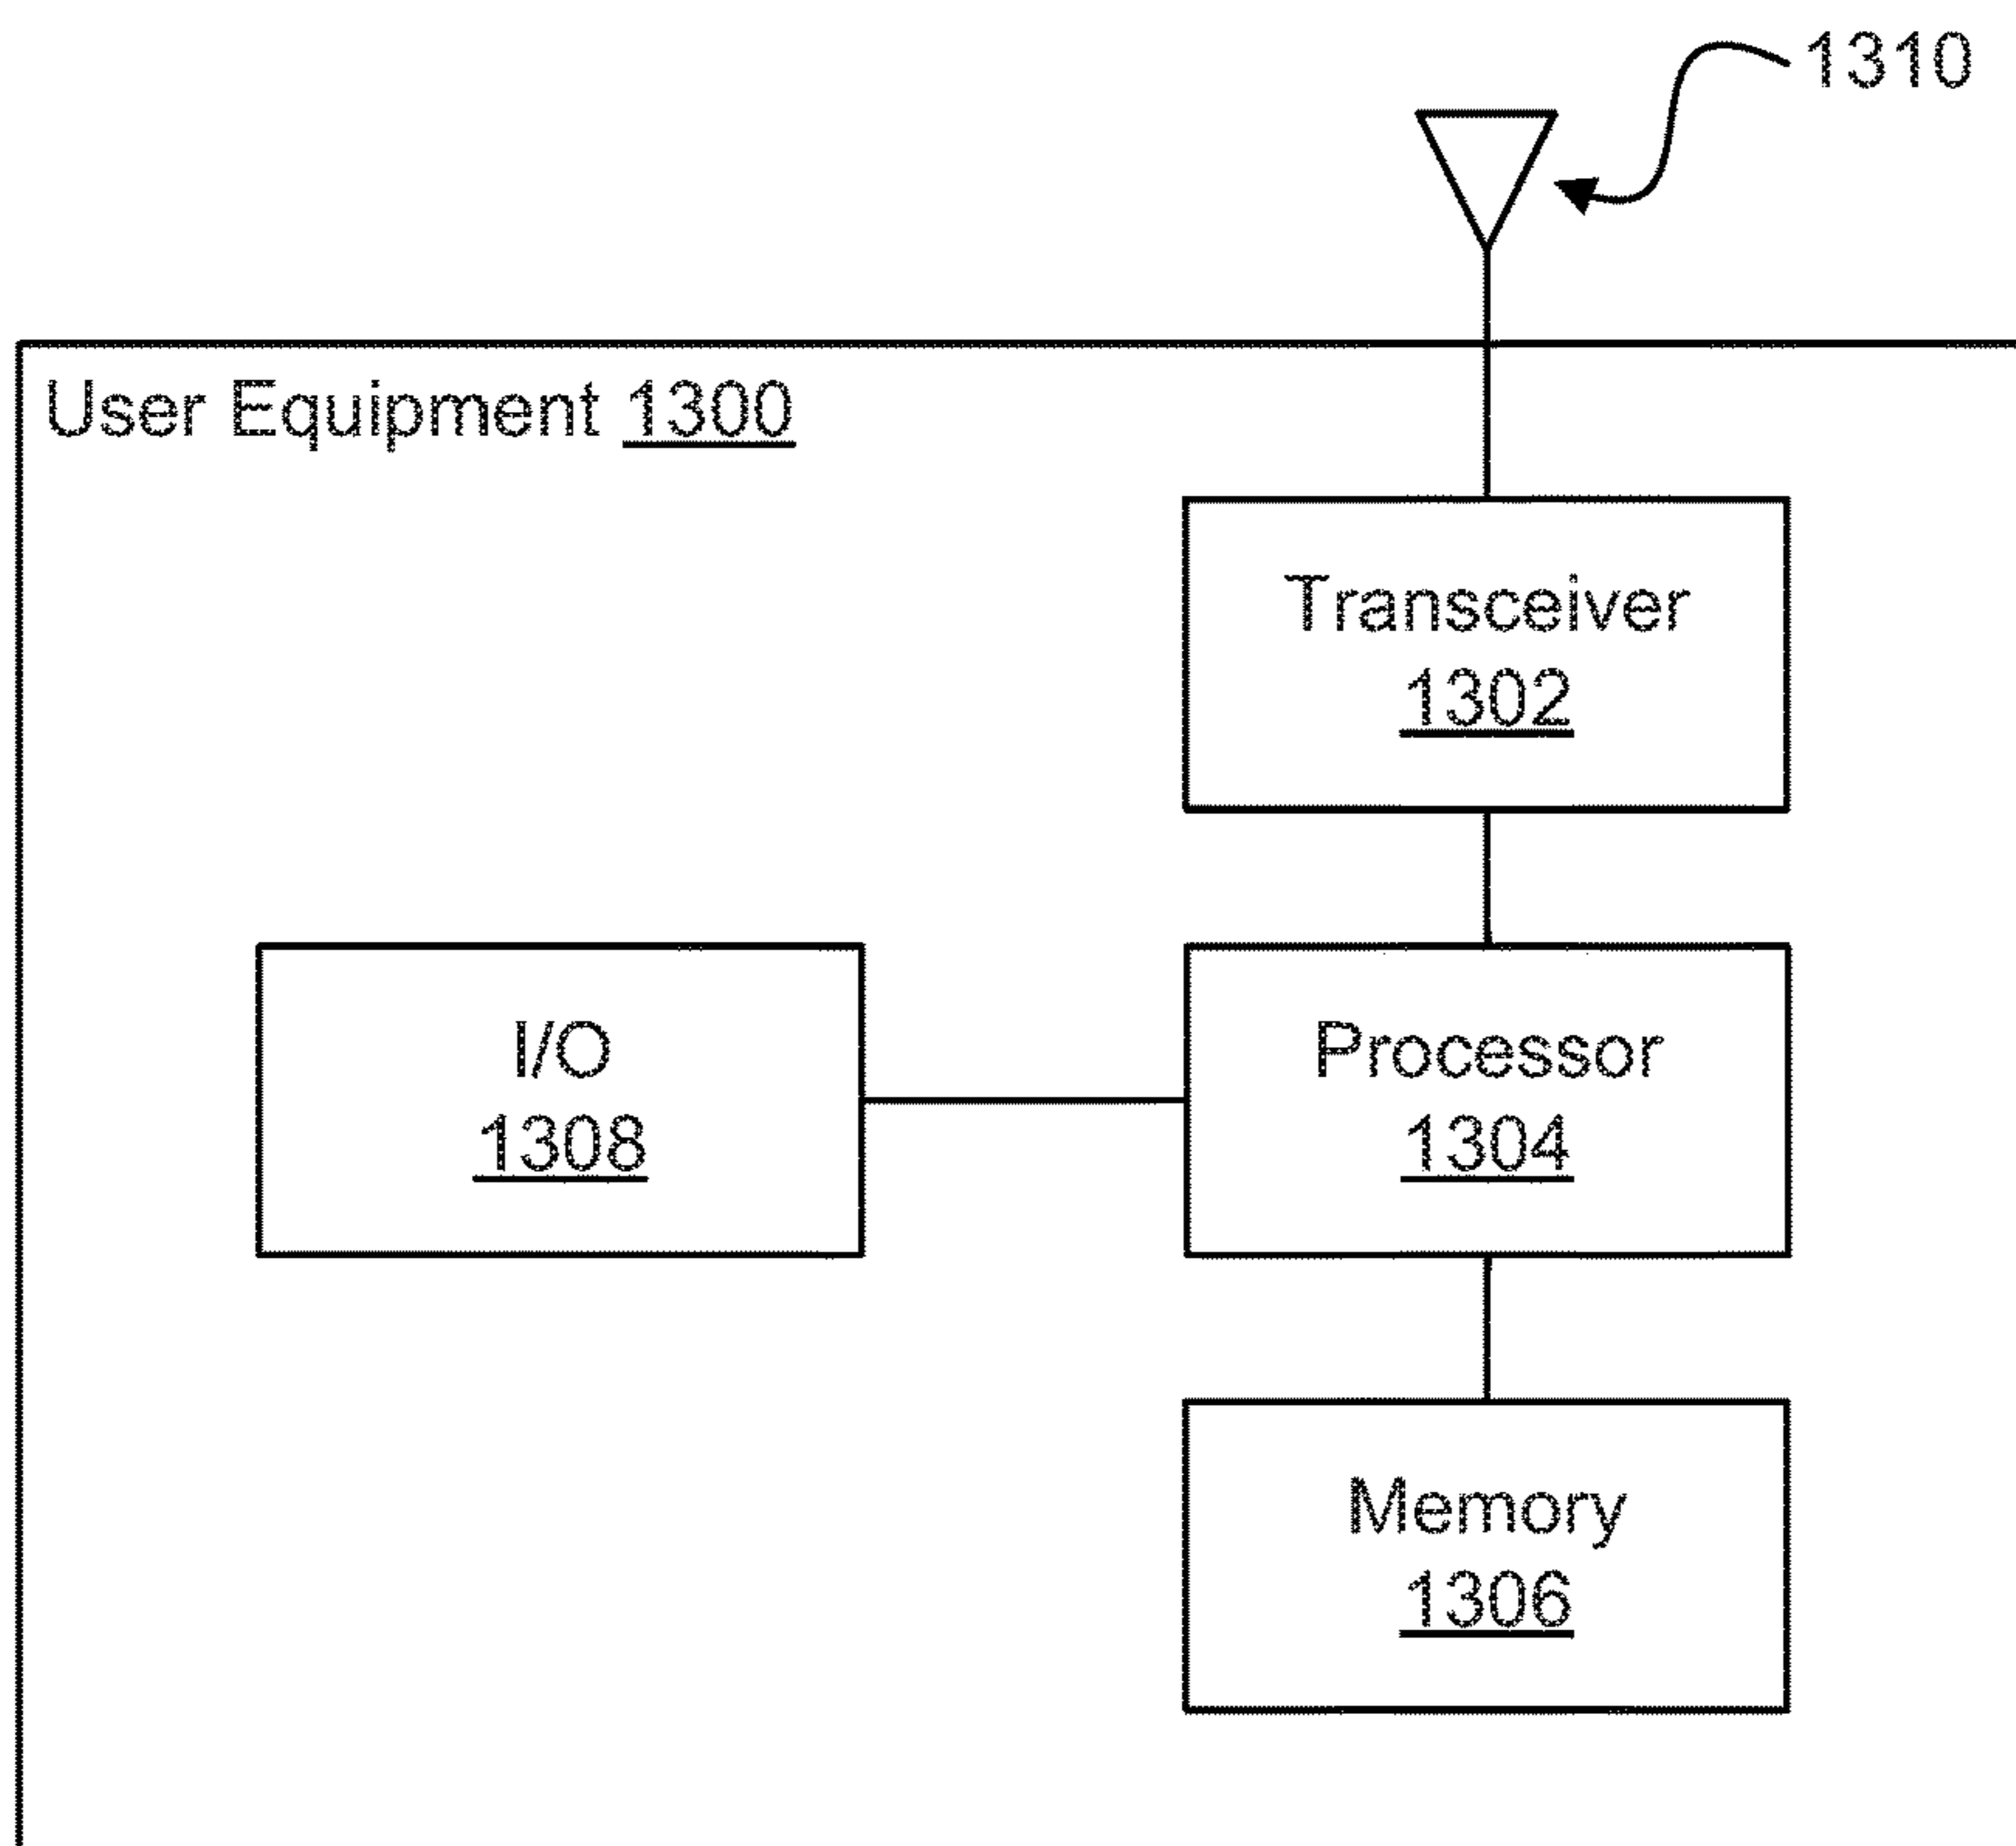 1310
User Equipment 1300
Transceiver
1302
I/O
1308
Processor
1304
Memory
1306